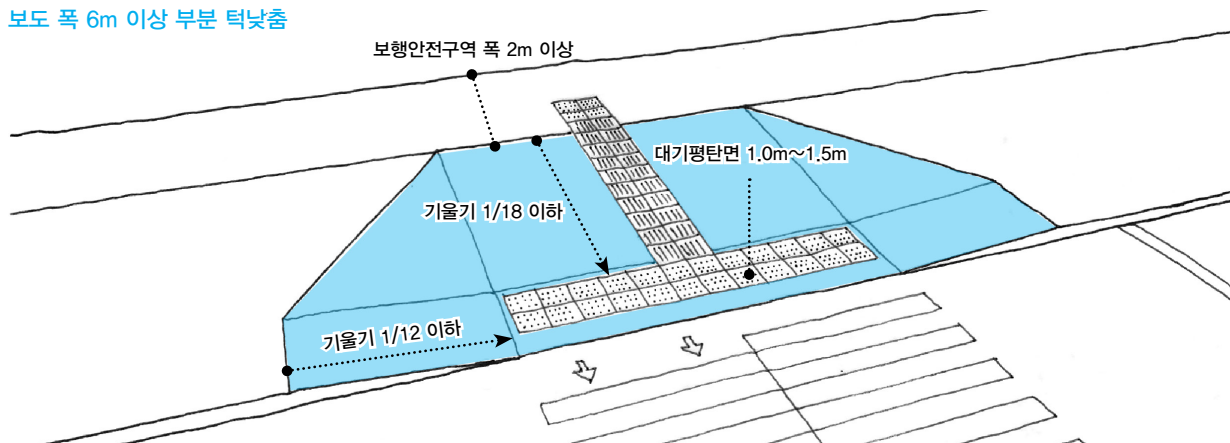 보도 폭 6m 이상 부분 턱낮춤
보행안전구역 폭 2m 이상
대기평탄면 1.0m~1.5m
기울기 1/18 이하
기울기 1/12 이하